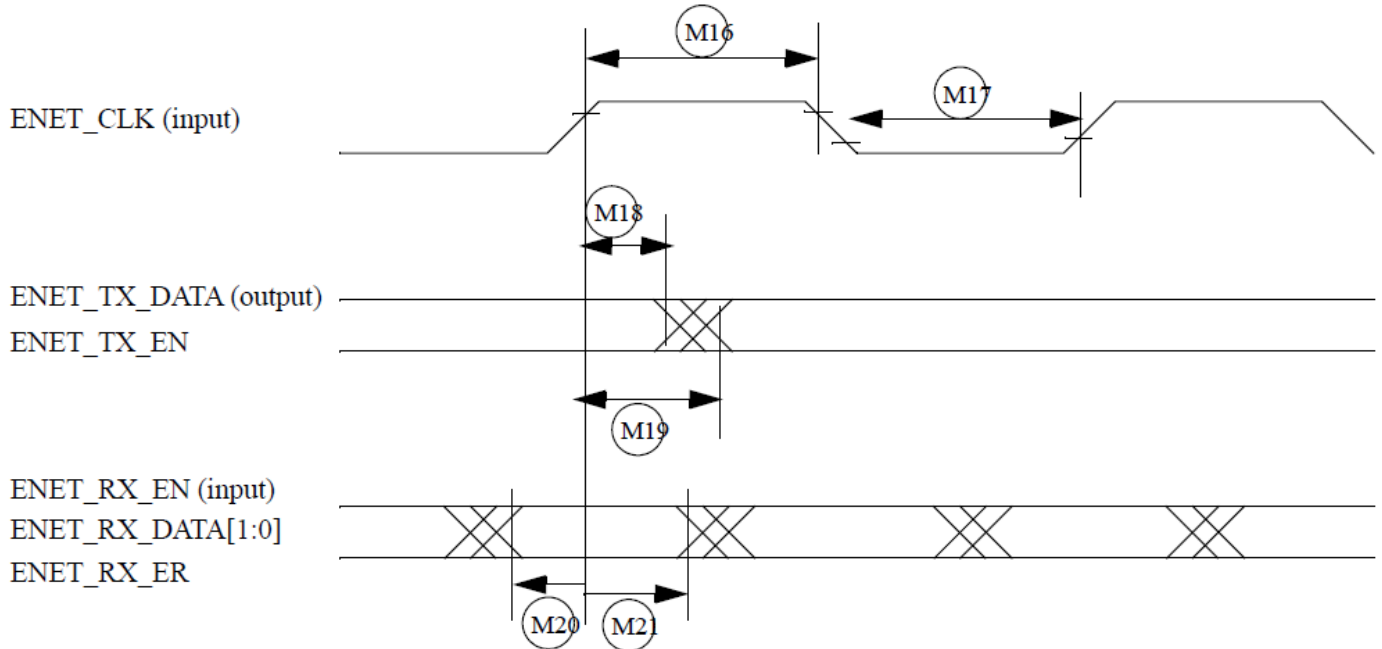 M16
ENET_CLK (input)
M17
M18
ENET_TX_DATA (output)
ENET_TX_EN
M19
ENET_RX_EN (input)
ENET_RX_DATA[1:0]
ENET_RX_ER
M20
M21